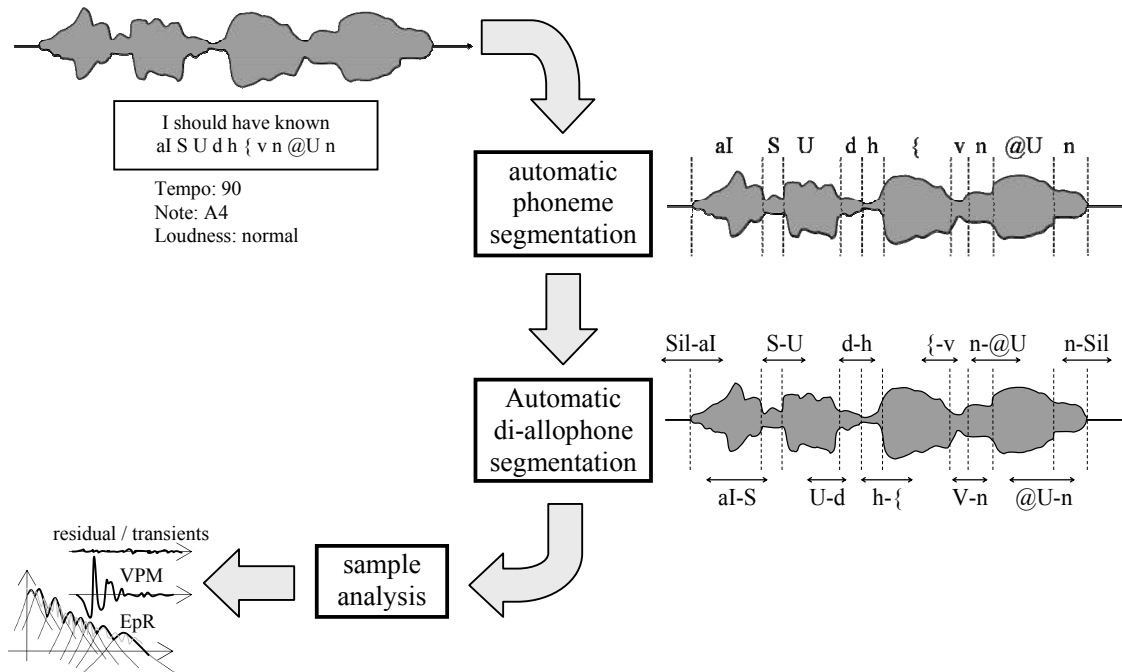 I should have known
aI S U d h { v n @U n
Tempo: 90
Note: A4
Loudness: normal
automatic
phoneme
segmentation
aI S U d h { v n @U n
Automatic
di-allophone
segmentation
Sil-aI S-U d-h {-v n-@U n-Sil
aI-S U-d h-{ V-n @U-n
sample
analysis
residual / transients
VPM
EpR